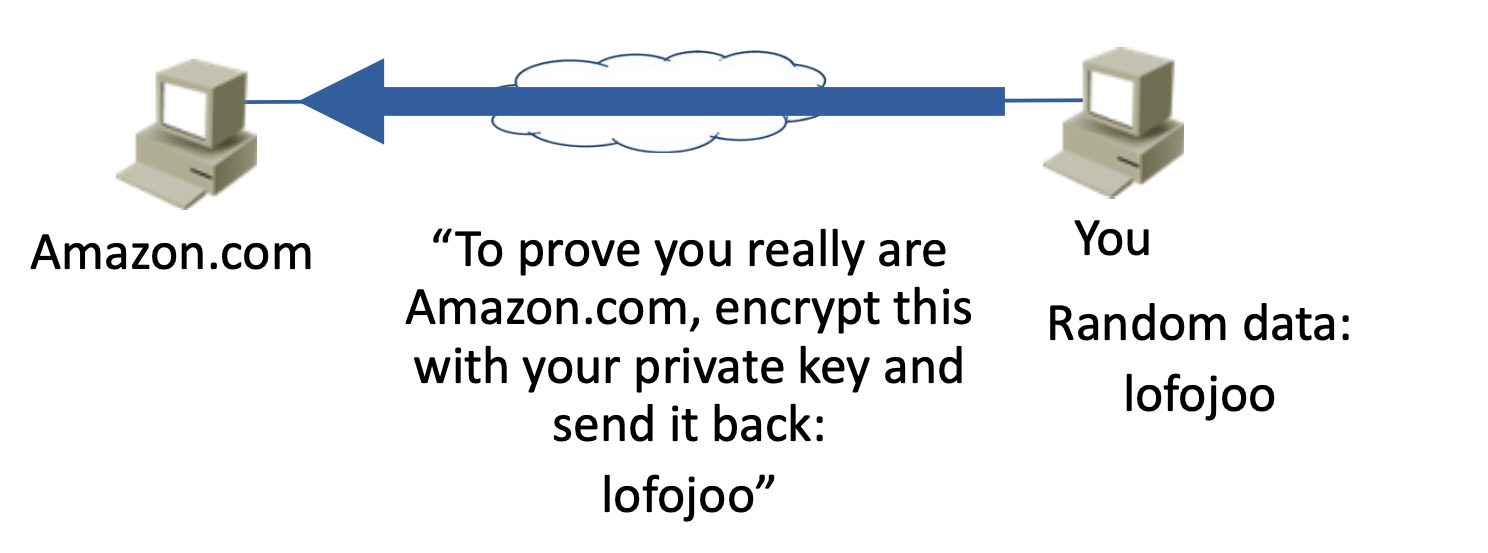 Amazon.com
“To prove you really are
Amazon.com, encrypt this
with your private key and
send it back:
lofojoo”
You
Random data:
lofojoo